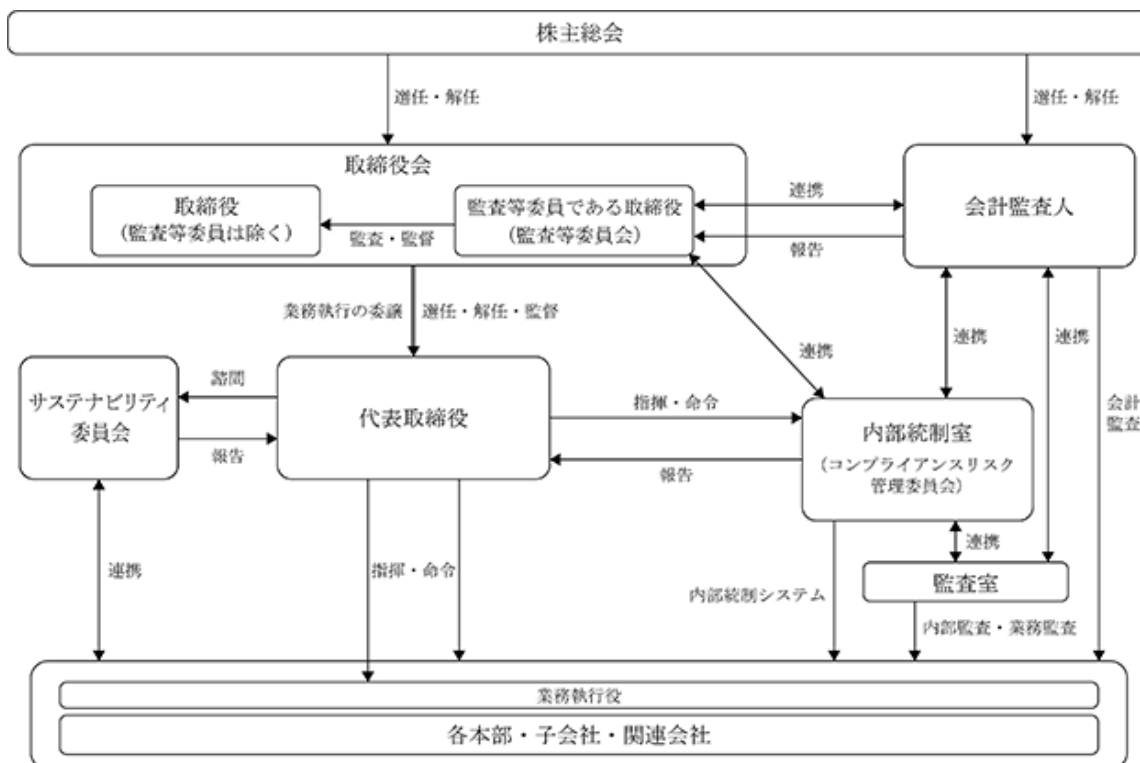 株主総会
選任・解任
選任・解任
取締役会
取締役
（監査等委員は除く）
監査・監督
監査等委員である取締役
（監査等委員会）
連携
報告
会計監査人
業務執行の委譲
選任・解任・監督
連携
連携
連携
サステナビリティ
委員会
諮問
報告
代表取締役
指揮・命令
報告
内部統制室
（コンプライアンスリスク
管理委員会）
会計
監査
連携
指揮・命令
内部統制システム
連携
監査室
内部監査・業務監査
業務執行役
各本部・子会社・関連会社